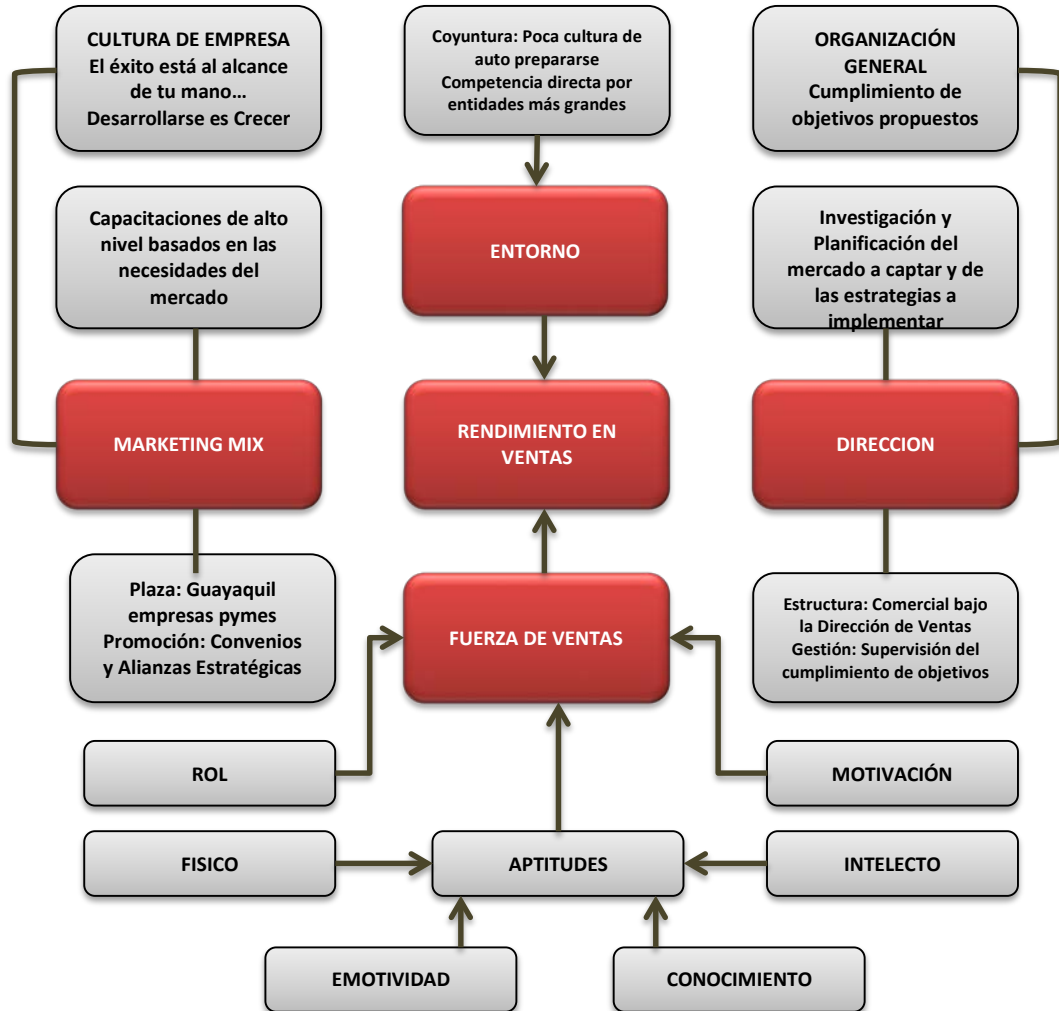 CULTURA DE EMPRESA
El éxito está al alcance
de tu mano…
Desarrollarse es Crecer
Coyuntura: Poca cultura de
auto prepararse
Competencia directa por
entidades más grandes
ORGANIZACIÓN
GENERAL
Cumplimiento de
objetivos propuestos
Capacitaciones de alto
nivel basados en las
necesidades del
mercado
ENTORNO
Investigación y
Planificación del
mercado a captar y de
las estrategias a
implementar
MARKETING MIX
RENDIMIENTO EN
VENTAS
DIRECCION
Plaza: Guayaquil
empresas pymes
Promoción: Convenios
y Alianzas Estratégicas
FUERZA DE VENTAS
Estructura: Comercial bajo
la Dirección de Ventas
Gestión: Supervisión del
cumplimiento de objetivos
ROL
MOTIVACIÓN
FISICO
APTITUDES
INTELECTO
EMOTIVIDAD
CONOCIMIENTO